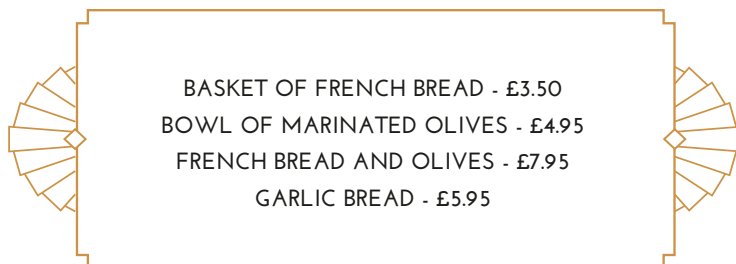 BASKET OF FRENCH BREAD - £3.50
BOWL OF MARINATED OLIVES - £4.95
FRENCH BREAD AND OLIVES - £7.95
GARLIC BREAD - £5.95